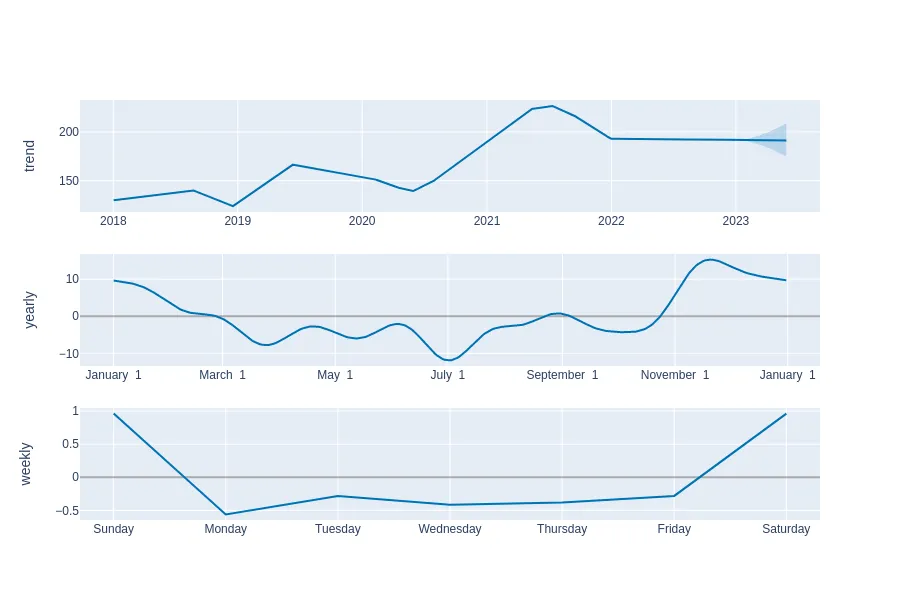 trend
200
150
2018 2019 2020 2021 2022 2023
yearly
10
0
−10
January 1 March 1 May 1 July 1 September 1 November 1 January 1
weekly
1
0.5
0
−0.5
Sunday Monday Tuesday Wednesday Thursday Friday Saturday